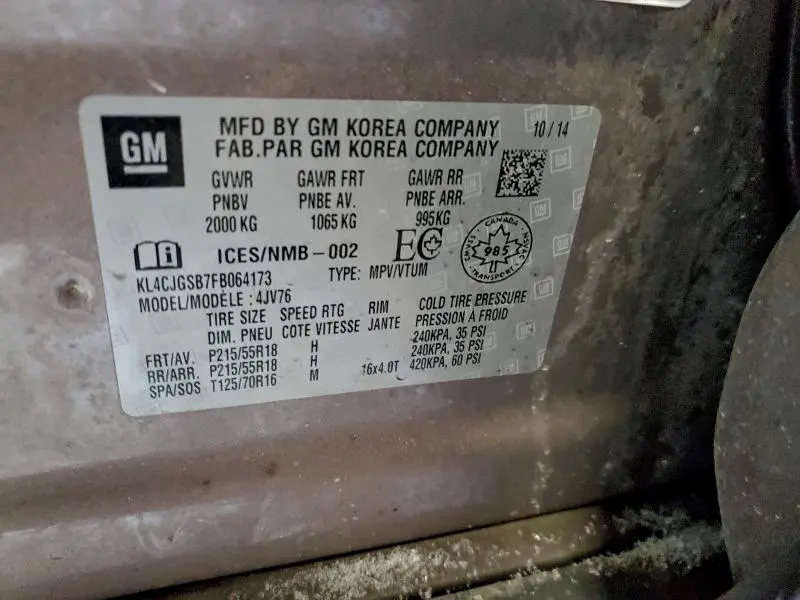 GM
MFD BY GM KOREA COMPANY 10/14
FAB.PAR GM KOREA COMPANY
GVWR GAWR FRT GAWR RR
PNBV PNBE AV. PNBE ARR.
2000 KG 1065 KG 995KG
ICES/NMB-002 EC
CANADA
985
TRANSPORT
KL4CJGSB7FB064173 TYPE: MPV/VTUM
MODEL/MODÈLE: 4JV76
TIRE SIZE SPEED RTG RIM COLD TIRE PRESSURE
DIM. PNEU COTE VITESSE JANTE PRESSION À FROID
FRT/AV. P215/55R18 H 240KPA, 35 PSI
RR/ARR. P215/55R18 H 240KPA, 35 PSI
SPA/SOS T125/70R16 M 16x4.0T 420KPA, 60 PSI